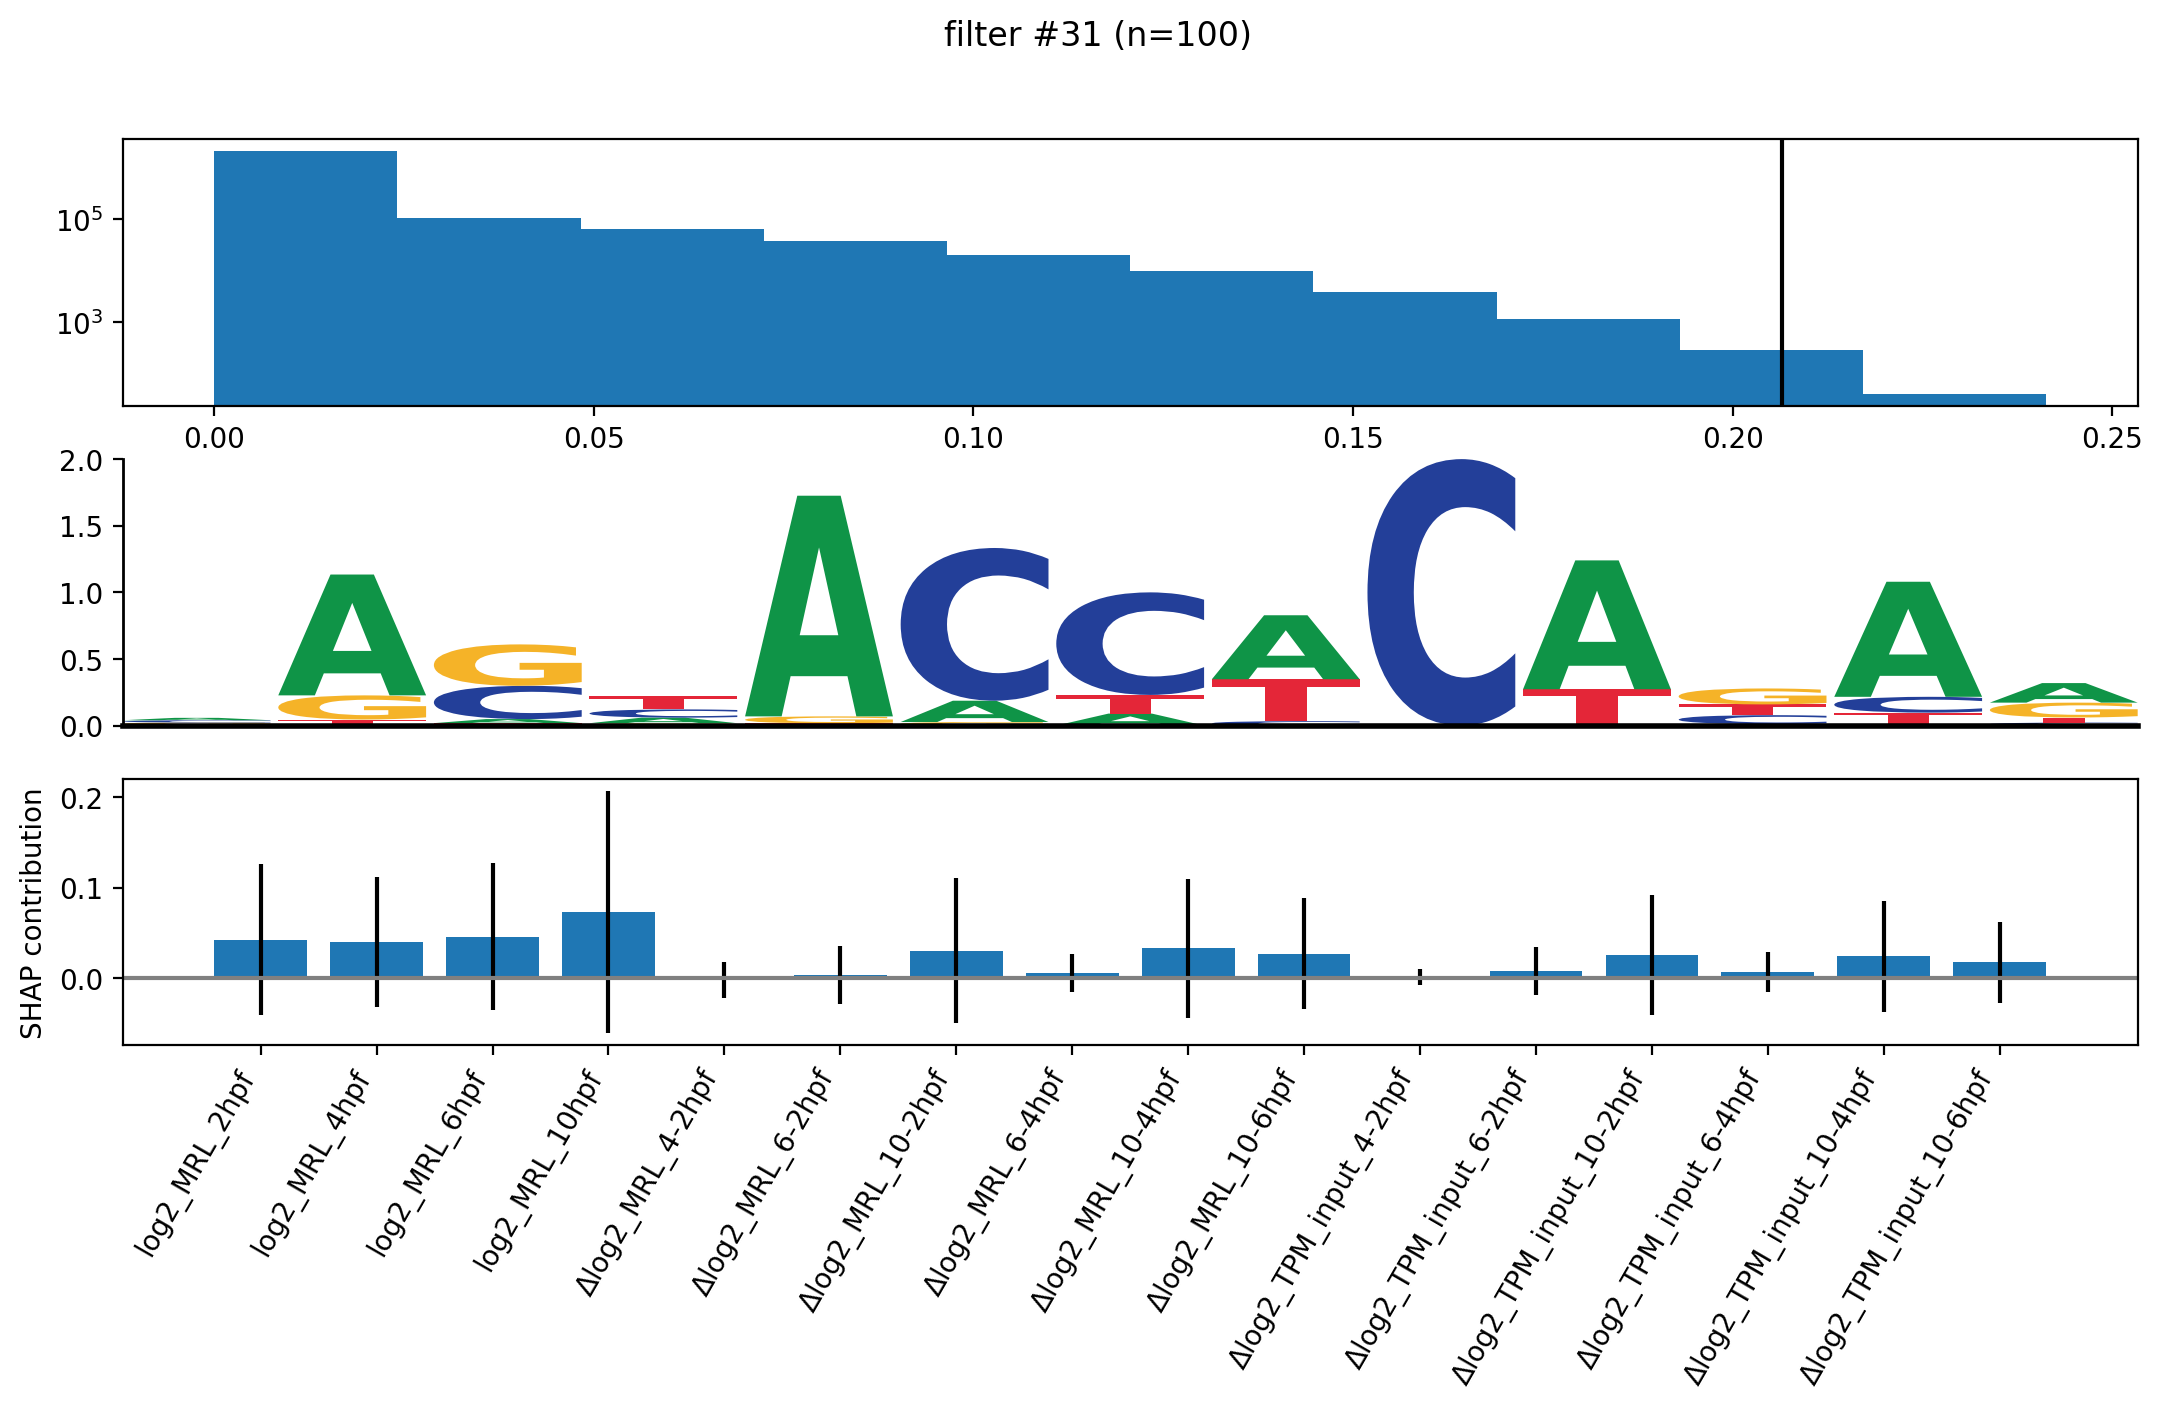 filter #31 (n=100)
10^5
10^3
0.00 0.05 0.10 0.15 0.20 0.25
2.0
1.5
1.0
0.5
0.0
SHAP contribution
0.2
0.1
0.0
log2_MRL_2hpf
log2_MRL_4hpf
log2_MRL_6hpf
log2_MRL_10hpf
Δlog2_MRL_4-2hpf
Δlog2_MRL_6-2hpf
Δlog2_MRL_10-2hpf
Δlog2_MRL_6-4hpf
Δlog2_MRL_10-4hpf
Δlog2_MRL_10-6hpf
Δlog2_TPM_input_4-2hpf
Δlog2_TPM_input_6-2hpf
Δlog2_TPM_input_10-2hpf
Δlog2_TPM_input_6-4hpf
Δlog2_TPM_input_10-4hpf
Δlog2_TPM_input_10-6hpf